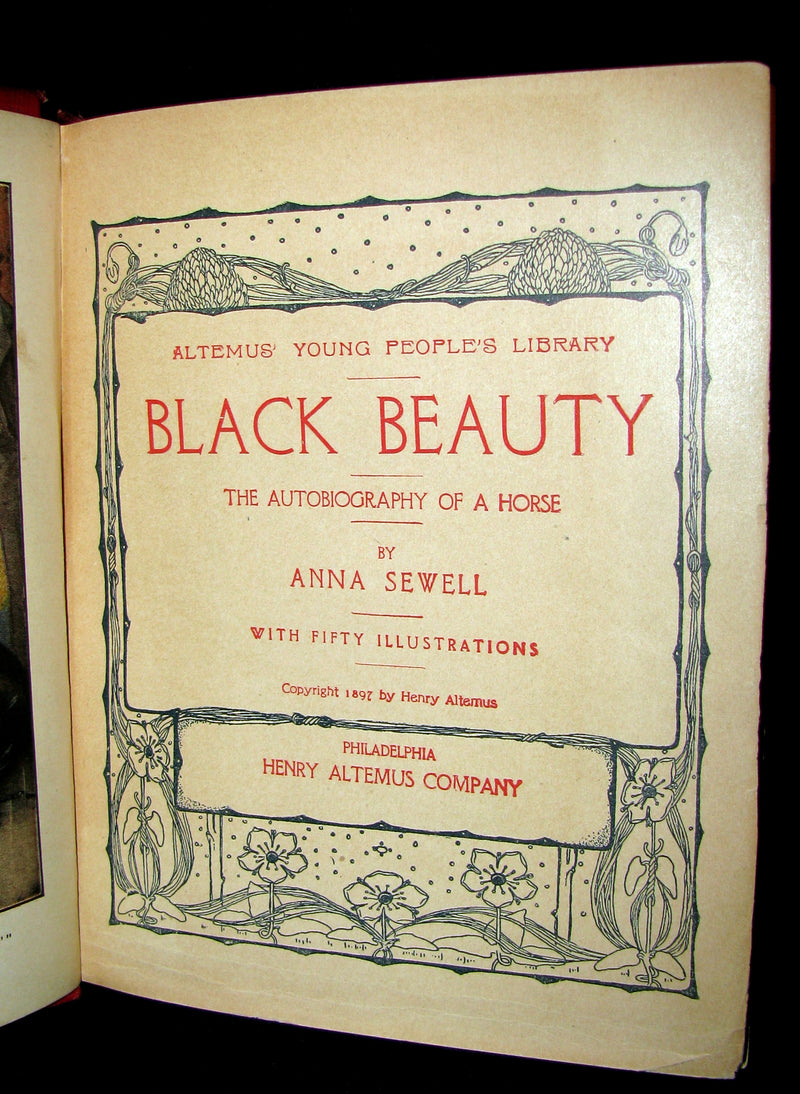 ALTEMUS' YOUNG PEOPLE'S LIBRARY
BLACK BEAUTY
THE AUTOBIOGRAPHY OF A HORSE
BY
ANNA SEWELL
WITH FIFTY ILLUSTRATIONS
Copyright 1897 by Henry Altemus
PHILADELPHIA
HENRY ALTEMUS COMPANY